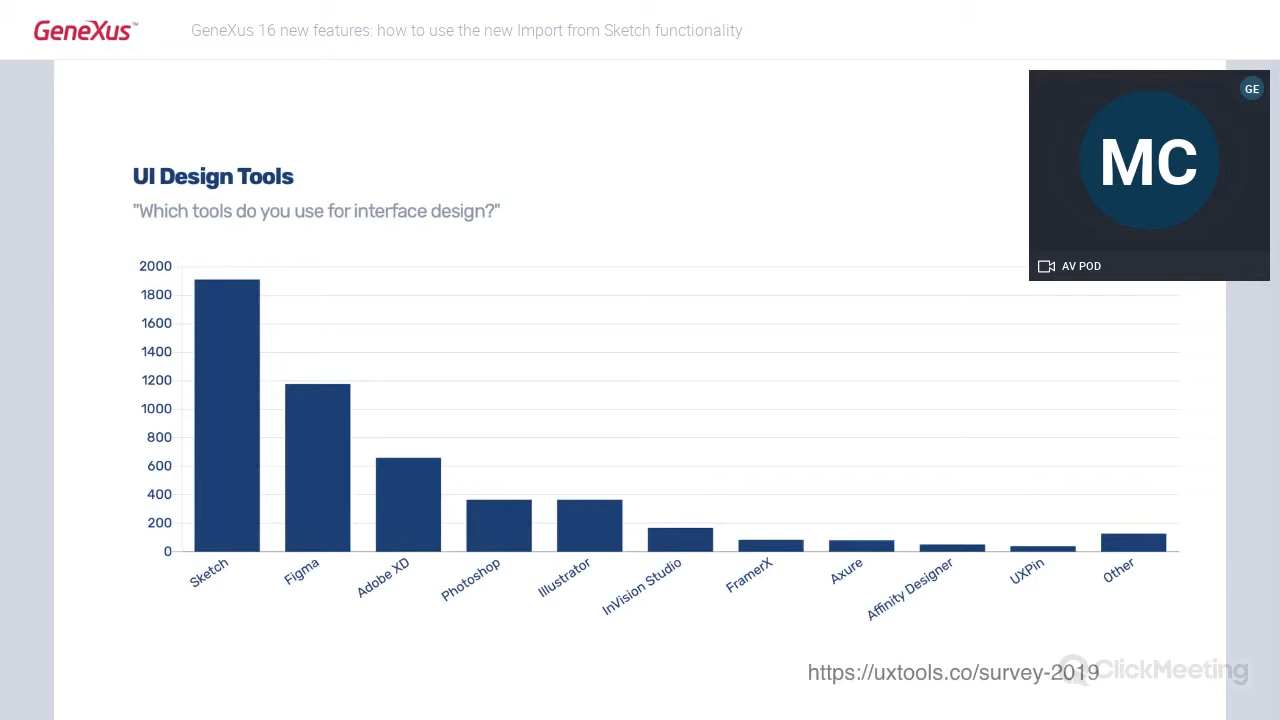 GeneXus™
GeneXus 16 new features: how to use the new Import from Sketch functionality
GE
MC
AV POD
UI Design Tools
"Which tools do you use for interface design?"
2000
1800
1600
1400
1200
1000
800
600
400
200
0
Sketch
Figma
Adobe XD
Photoshop
Illustrator
InVision Studio
FramerX
Axure
Affinity Designer
UXPin
Other
https://uxtools.co/survey-2019
ClickMeeting